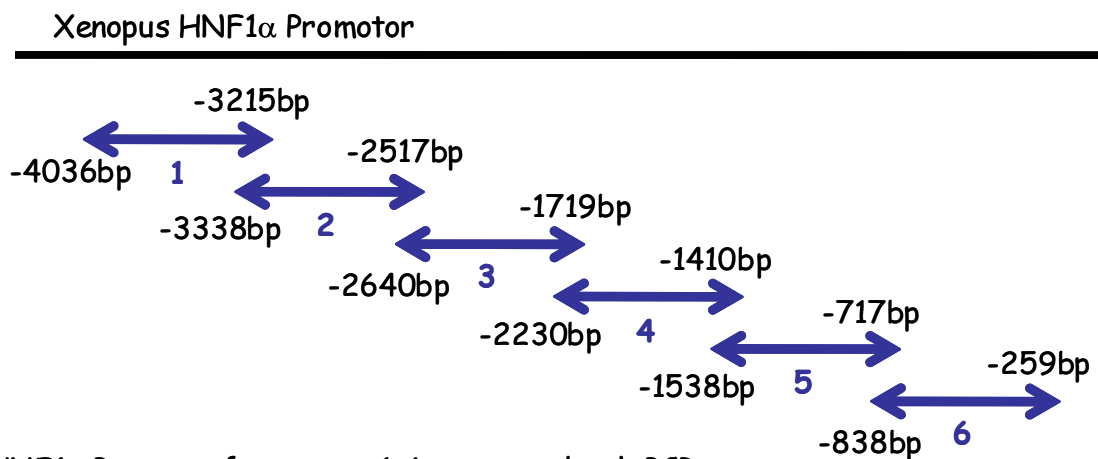 Xenopus HNF1α Promotor
-3215bp
-4036bp
1
-2517bp
-3338bp
2
-1719bp
-2640bp
3
-1410bp
-2230bp
4
-717bp
-1538bp
5
-259bp
-838bp
6